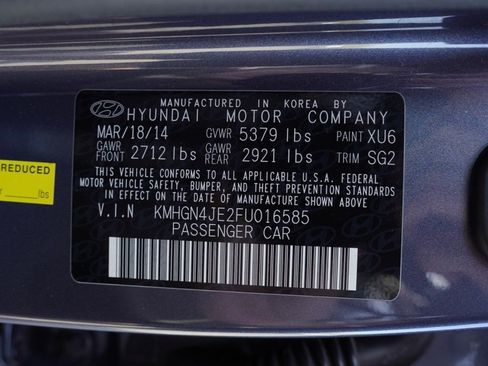 MANUFACTURED IN KOREA BY
HYUNDAI MOTOR COMPANY
MAR/18/14 GVWR 5379 lbs PAINT XU6
GAWR FRONT 2712 lbs GAWR REAR 2921 lbs TRIM SG2
THIS VEHICLE CONFORMS TO ALL APPLICABLE U.S.A. FEDERAL
MOTOR VEHICLE SAFETY, BUMPER, AND THEFT PREVENTION STANDARDS
IN EFFECT ON THE DATE OF MANUFACTURE SHOWN ABOVE
V.I.N KMHGN4JE2FU016585
PASSENGER CAR
REDUCED
lbs